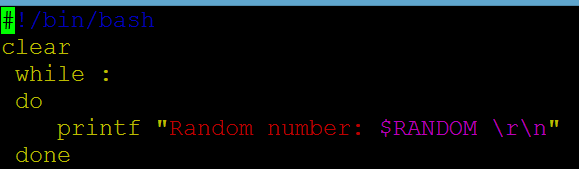 #!/bin/bash
clear
 while :
 do
    printf "Random number: $RANDOM \r\n"
 done